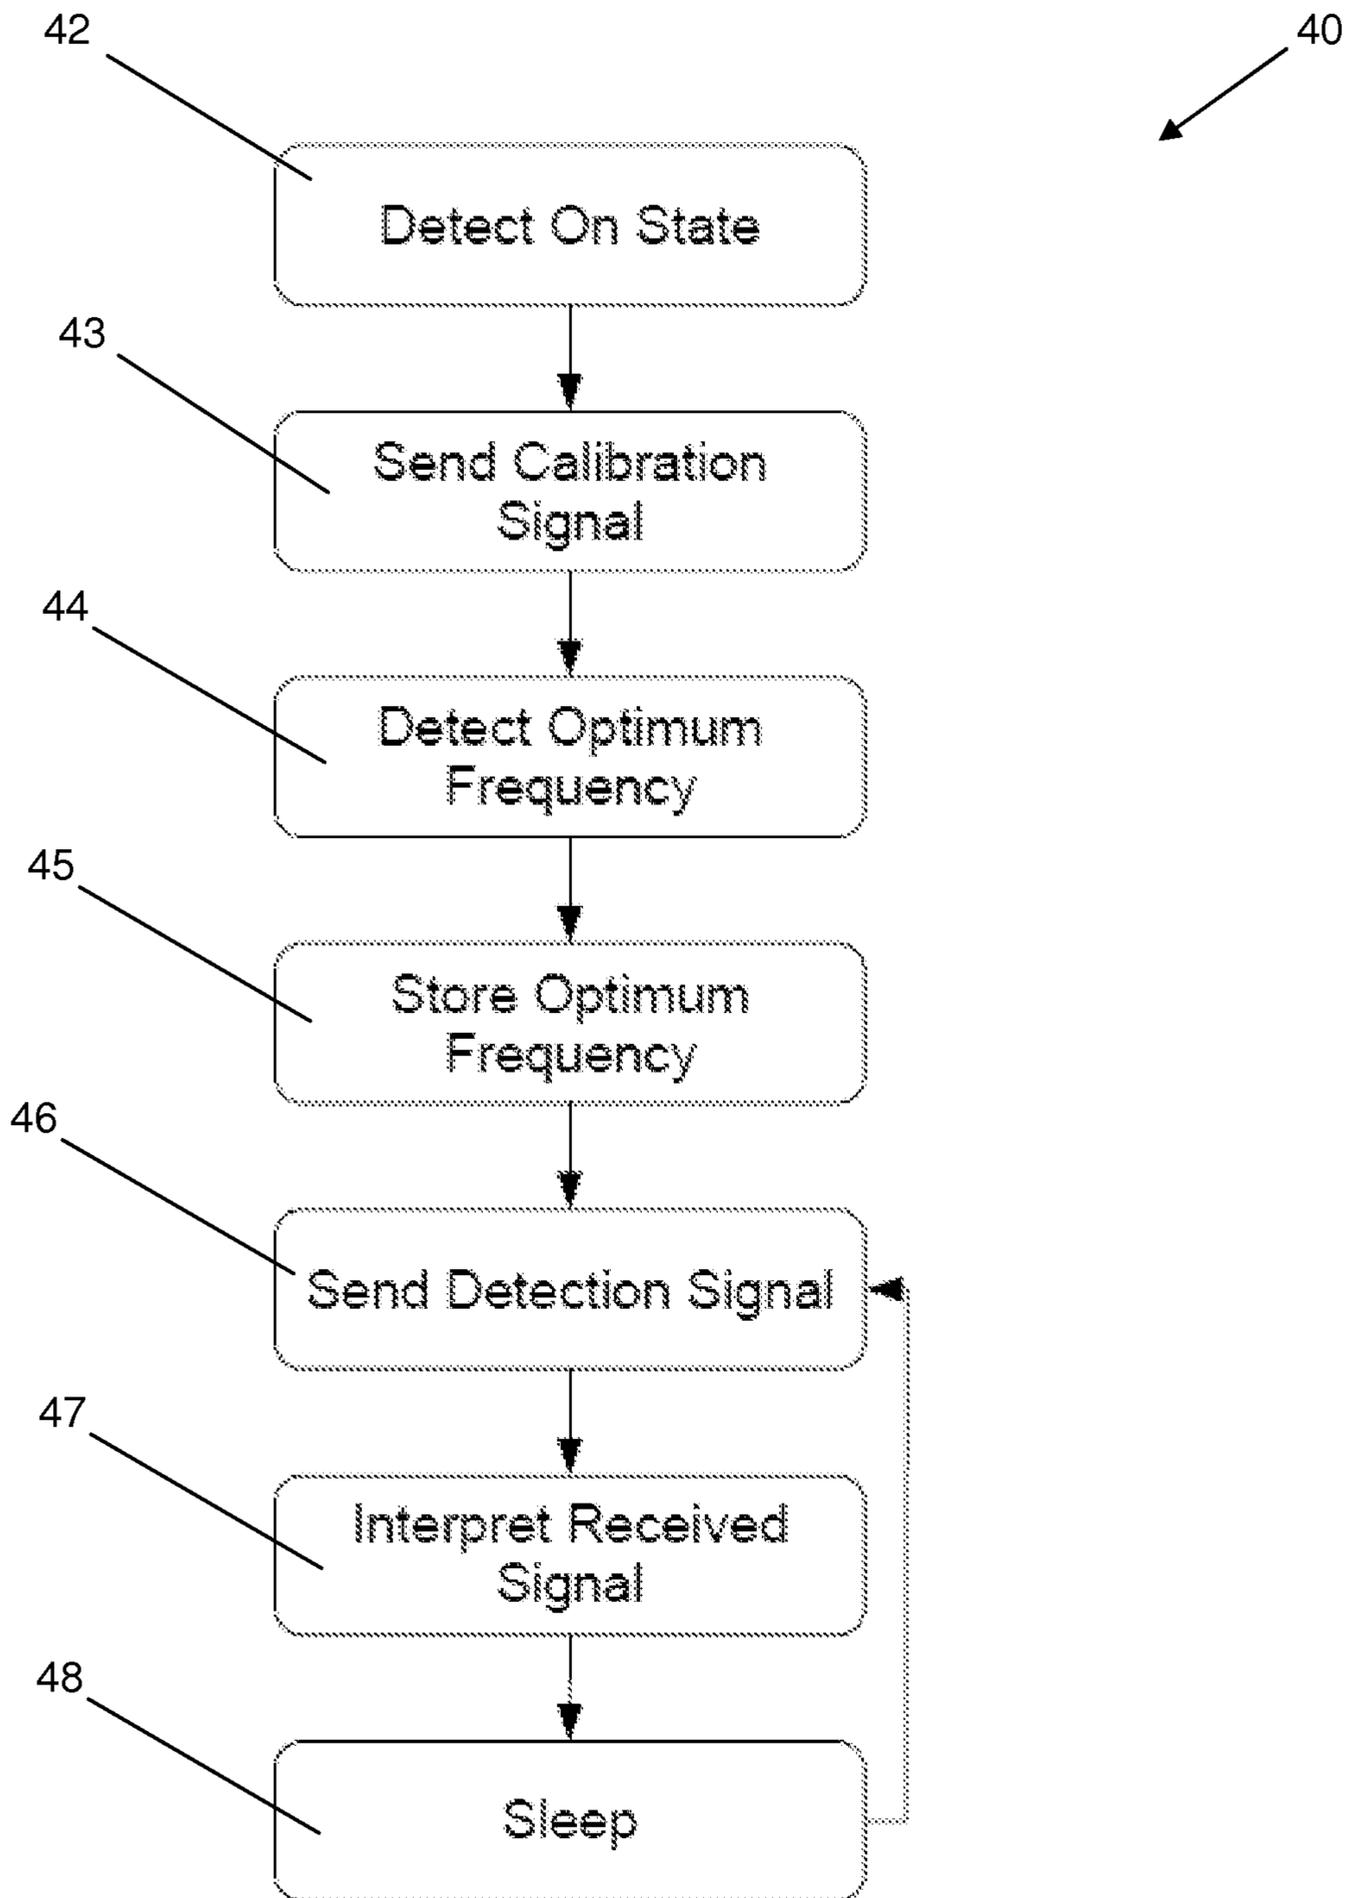 42
40
Detect On State
43
Send Calibration
Signal
44
Detect Optimum
Frequency
45
Store Optimum
Frequency
46
Send Detection Signal
47
Interpret Received
Signal
48
Sleep